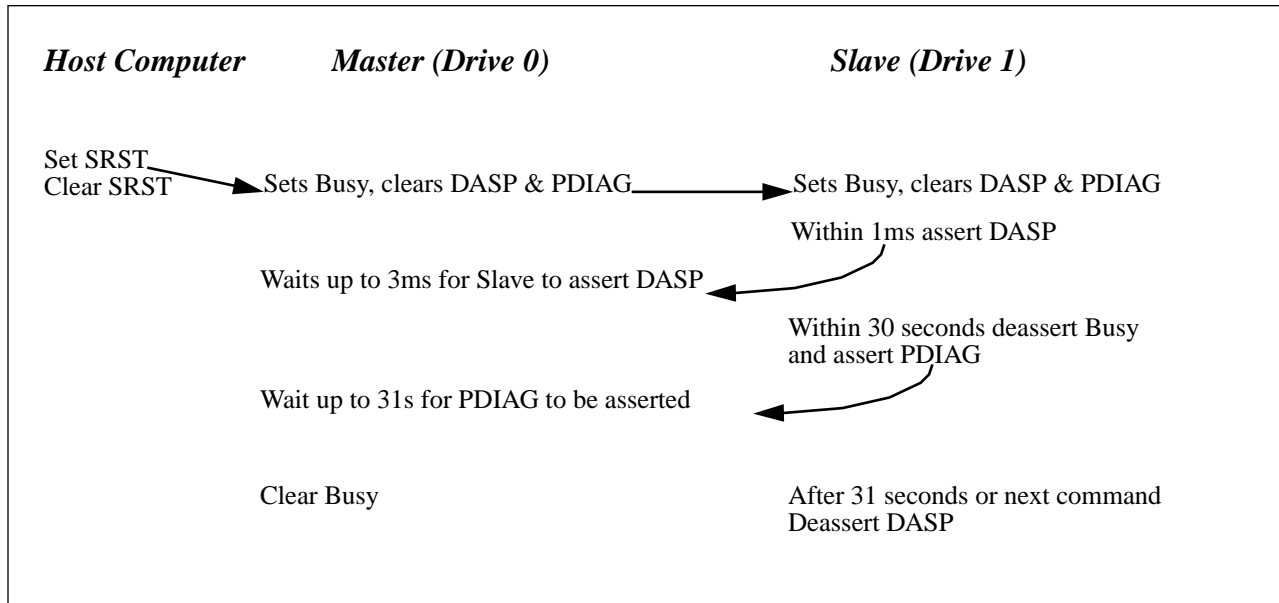 Host Computer Master (Drive 0) Slave (Drive 1)
Set SRST
Clear SRST
Sets Busy, clears DASP & PDIAG
Sets Busy, clears DASP & PDIAG
Within 1ms assert DASP
Waits up to 3ms for Slave to assert DASP
Within 30 seconds deassert Busy
and assert PDIAG
Wait up to 31s for PDIAG to be asserted
Clear Busy
After 31 seconds or next command
Deassert DASP